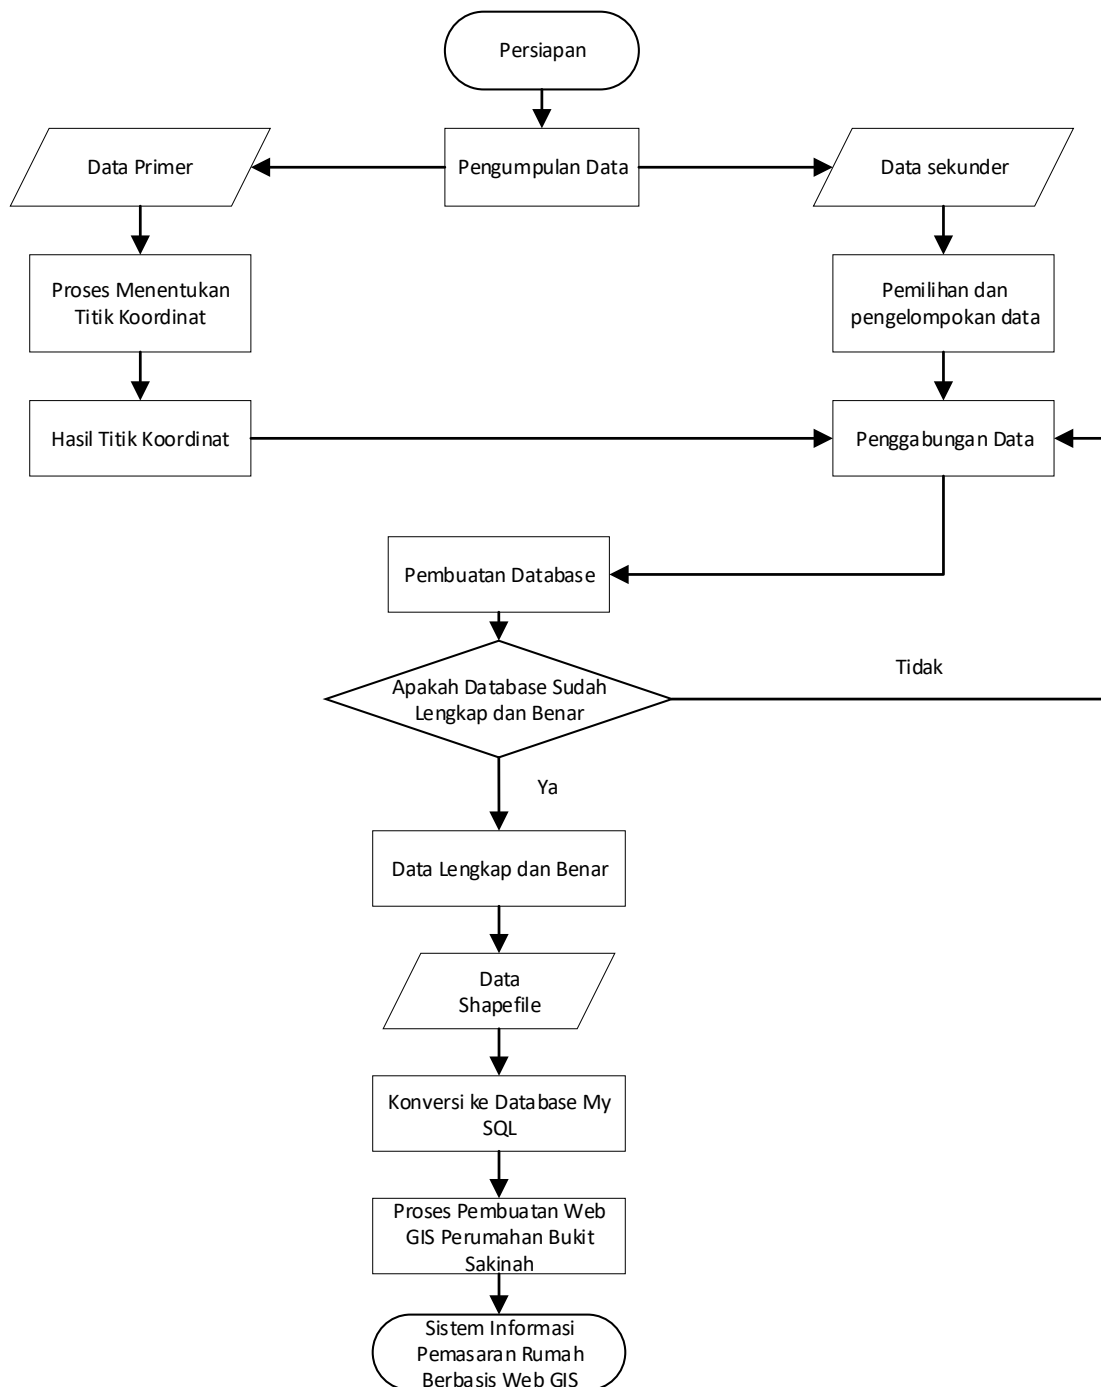 Persiapan
Data Primer
Pengumpulan Data
Data sekunder
Proses Menentukan
Titik Koordinat
Pemilihan dan
pengelompokan data
Hasil Titik Koordinat
Penggabungan Data
Pembuatan Database
Apakah Database Sudah
Lengkap dan Benar
Tidak
Ya
Data Lengkap dan Benar
Data
Shapefile
Konversi ke Database My
SQL
Proses Pembuatan Web
GIS Perumahan Bukit
Sakinah
Sistem Informasi
Pemasaran Rumah
Berbasis Web GIS